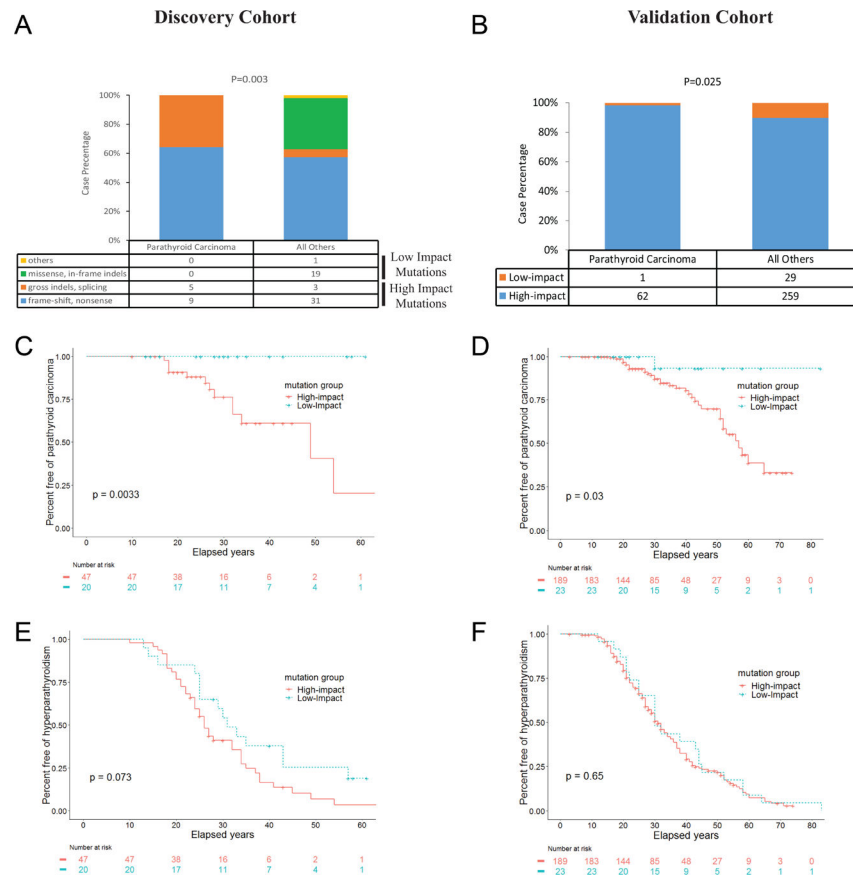 Discovery Cohort
Validation Cohort
A
P=0.003
Case Precentage
100%
80%
60%
40%
20%
0%
Parathyroid Carcinoma All Others
others 0 1
missense, in-frame indels 0 19
gross indels, splicing 5 3
frame-shift, nonsense 9 31
Low Impact
Mutations
High Impact
Mutations
B
P=0.025
Case Percentage
100%
80%
60%
40%
20%
0%
Parathyroid Carcinoma All Others
Low-impact 1 29
High-impact 62 259
C
Percent free of parathyroid carcinoma
1.00
0.75
0.50
0.25
0.00
mutation group
High-impact
Low-Impact
p = 0.0033
0 10 20 30 40 50 60
Elapsed years
Number at risk
47 47 38 16 6 2 1
20 20 17 11 7 4 1
D
Percent free of parathyroid carcinoma
1.00
0.75
0.50
0.25
0.00
mutation group
High-impact
Low-Impact
p = 0.03
0 10 20 30 40 50 60 70 80
Elapsed years
Number at risk
189 183 144 85 48 27 9 3 0
23 23 20 15 9 5 2 1 1
E
Percent free of hyperparathyroidism
1.00
0.75
0.50
0.25
0.00
mutation group
High-impact
Low-Impact
p = 0.073
0 10 20 30 40 50 60
Elapsed years
Number at risk
47 47 38 16 6 2 1
20 20 17 11 7 4 1
F
Percent free of hyperparathyroidism
1.00
0.75
0.50
0.25
0.00
mutation group
High-impact
Low-Impact
p = 0.65
0 10 20 30 40 50 60 70 80
Elapsed years
Number at risk
189 183 144 85 48 27 9 3 0
23 23 20 15 9 5 2 1 1